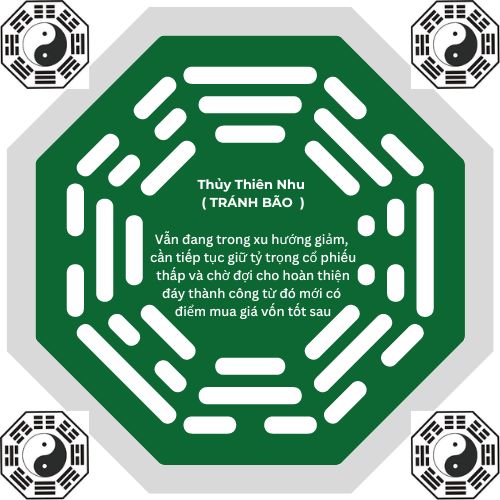 Thủy Thiên Nhu
( TRÁNH BÃO  )
Vẫn đang trong xu hướng giảm,
cần tiếp tục giữ tỷ trọng cổ phiếu
thấp và chờ đợi cho hoàn thiện
đáy thành công từ đó mới có
điểm mua giá vốn tốt sau